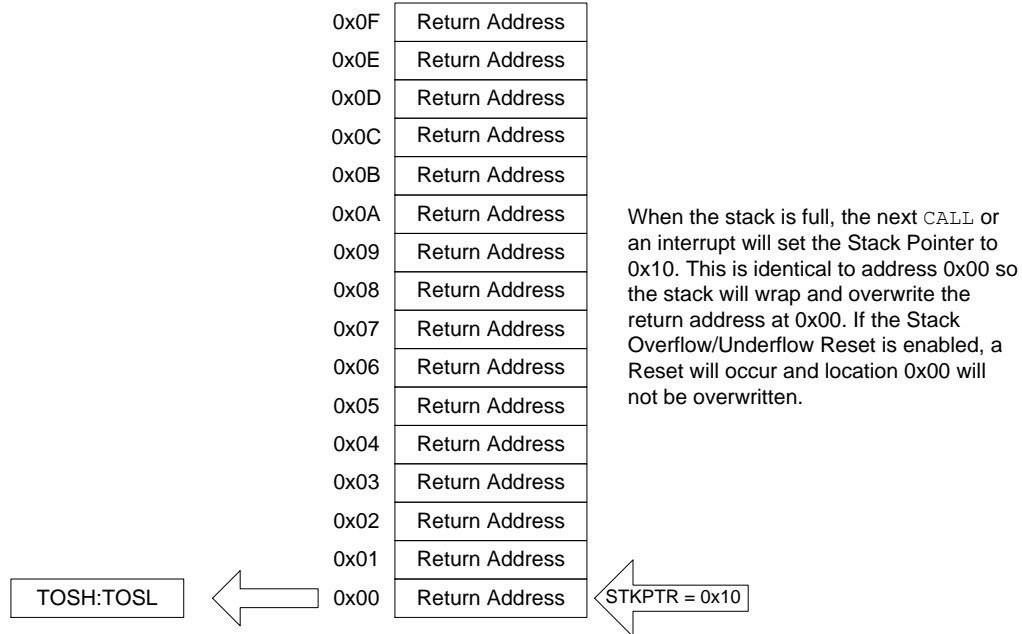 0x0F Return Address
0x0E Return Address
0x0D Return Address
0x0C Return Address
0x0B Return Address
0x0A Return Address
0x09 Return Address
0x08 Return Address
0x07 Return Address
0x06 Return Address
0x05 Return Address
0x04 Return Address
0x03 Return Address
0x02 Return Address
0x01 Return Address
TOSH:TOSL 0x00 Return Address STKPTR = 0x10
When the stack is full, the next CALL or
an interrupt will set the Stack Pointer to
0x10. This is identical to address 0x00 so
the stack will wrap and overwrite the
return address at 0x00. If the Stack
Overflow/Underflow Reset is enabled, a
Reset will occur and location 0x00 will
not be overwritten.